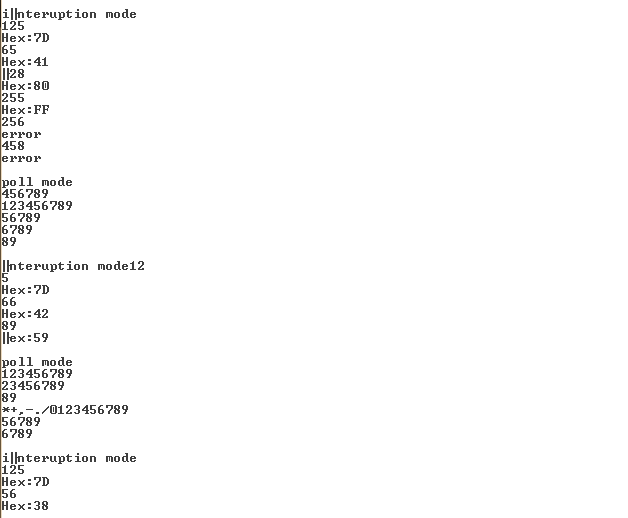 i‖nteruption mode
125
Hex:7D
65
Hex:41
‖28
Hex:80
255
Hex:FF
256
error
458
error
poll mode
456789
123456789
56789
6789
89
‖nteruption mode12
5
Hex:7D
66
Hex:42
89
‖ex:59
poll mode
123456789
23456789
89
*+,-./0123456789
56789
6789
i‖nteruption mode
125
Hex:7D
56
Hex:38